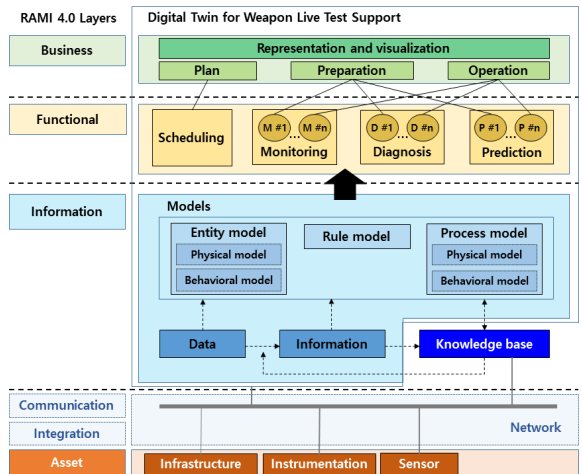 RAMI 4.0 Layers
Digital Twin for Weapon Live Test Support
Business
Representation and visualization
Plan
Preparation
Operation
Functional
Scheduling
M #1 ... M #n
Monitoring
D #1 ... D #n
Diagnosis
P #1 ... P #n
Prediction
Information
Models
Entity model
Physical model
Behavioral model
Rule model
Process model
Physical model
Behavioral model
Data
Information
Knowledge base
Communication
Integration
Network
Asset
Infrastructure
Instrumentation
Sensor